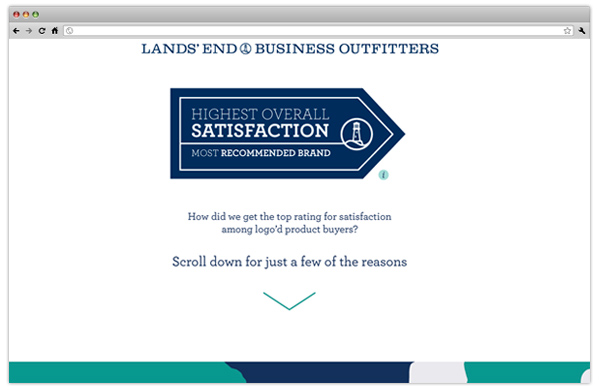 LANDS' END BUSINESS OUTFITTERS
HIGHEST OVERALL
SATISFACTION
MOST RECOMMENDED BRAND
i
How did we get the top rating for satisfaction
among logo'd product buyers?
Scroll down for just a few of the reasons